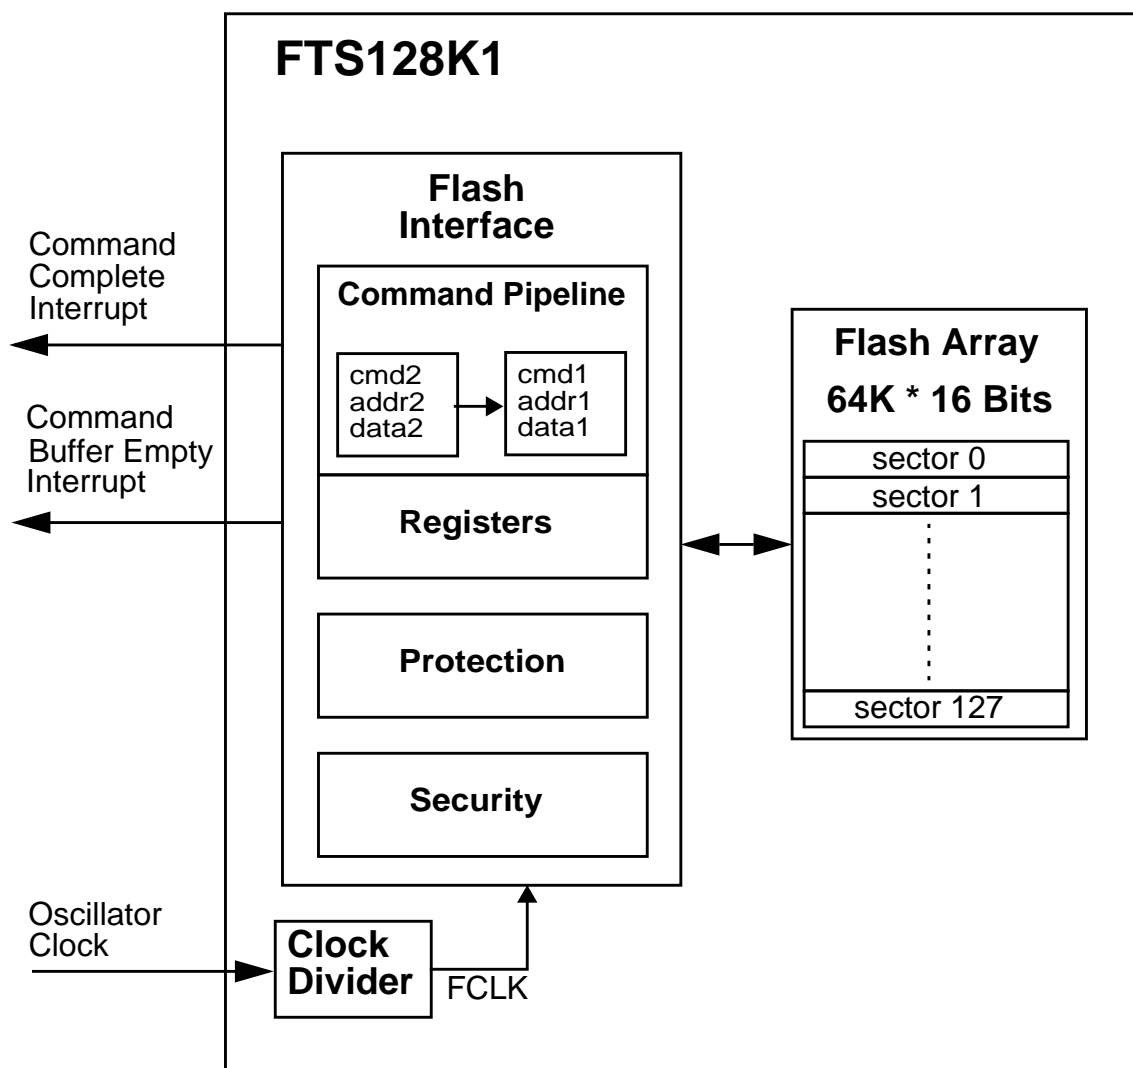 FTS128K1
Flash
Interface
Command
Complete
Interrupt
Command Pipeline
cmd2
addr2
data2
cmd1
addr1
data1
Command
Buffer Empty
Interrupt
Registers
Protection
Security
Flash Array
64K * 16 Bits
sector 0
sector 1
sector 127
Oscillator
Clock
Clock
Divider
FCLK